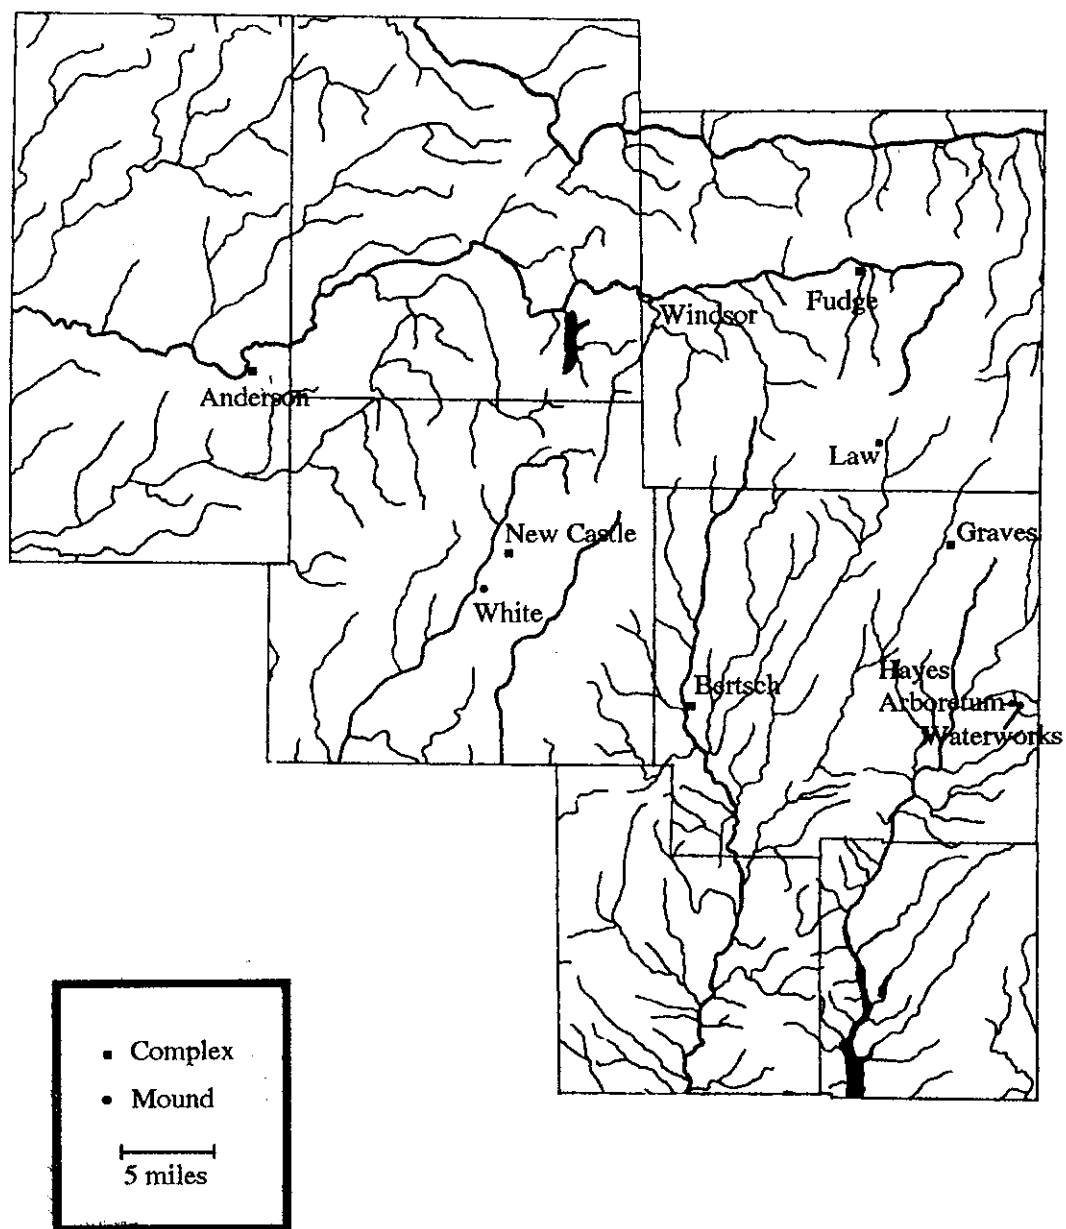 Windsor
Fudge
Anderson
Law
New Castle
Graves
White
Bertsch
Hayes
Arboretum
Waterworks
Complex
Mound
5 miles